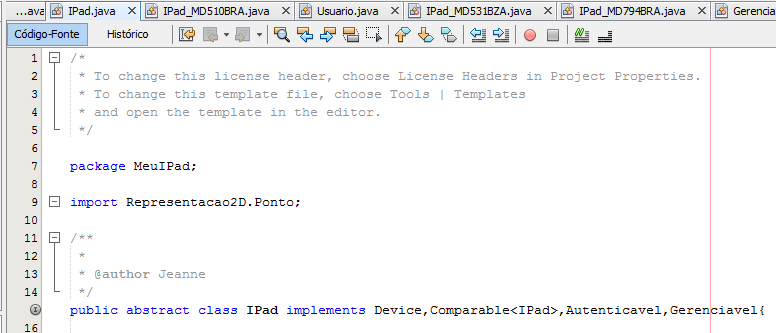 ...ava IPad.java IPad_MD510BRA.java Usuario.java IPad_MD531BZA.java IPad_MD794BRA.java Gerencia
Código-Fonte Histórico
1 /*
2 * To change this license header, choose License Headers in Project Properties.
3 * To change this template file, choose Tools | Templates
4 * and open the template in the editor.
5 */
6
7 package MeuIPad;
8
9 import Representacao2D.Ponto;
10
11 /**
12 *
13 * @author Jeanne
14 */
public abstract class IPad implements Device,Comparable<IPad>,Autenticavel,Gerenciavel{
16